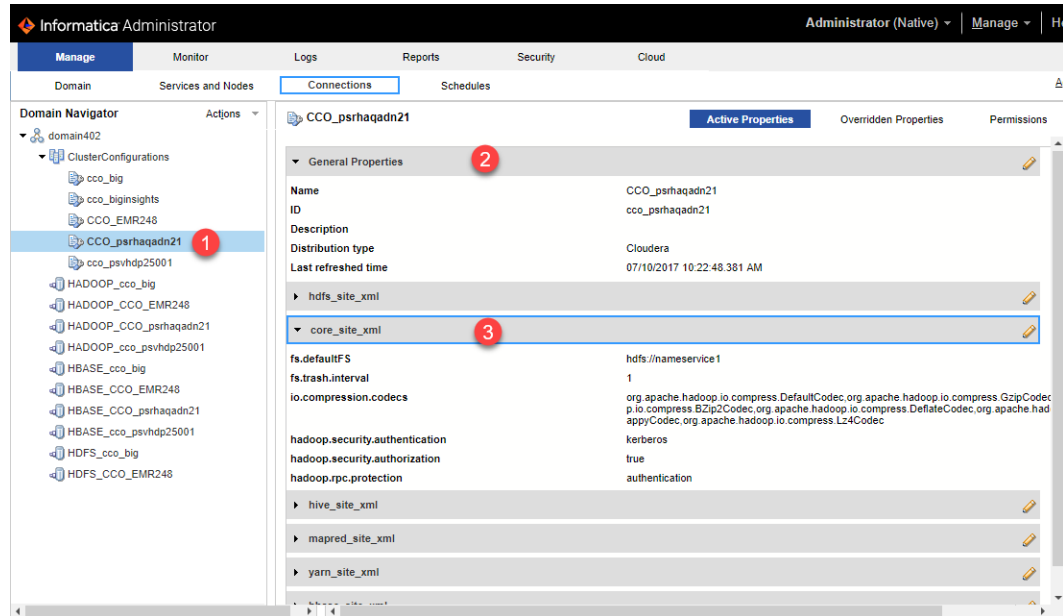 Informatica Administrator
Administrator (Native) Manage
Manage Monitor Logs Reports Security Cloud
Domain Services and Nodes Connections Schedules
Domain Navigator Actions
domain402
ClusterConfigurations
cco_big
cco_biginsights
CCO_EMR248
CCO_psrhaqadn21 1
cco_psvhdp25001
HADOOP_cco_big
HADOOP_CCO_EMR248
HADOOP_CCO_psrhaqadn21
HADOOP_cco_psvhdp25001
HBASE_cco_big
HBASE_CCO_EMR248
HBASE_CCO_psrhaqadn21
HBASE_cco_psvhdp25001
HDFS_cco_big
HDFS_CCO_EMR248
CCO_psrhaqadn21 Active Properties Overridden Properties Permissions
General Properties 2
Name CCO_psrhaqadn21
ID cco_psrhaqadn21
Description
Distribution type Cloudera
Last refreshed time 07/10/2017 10:22:48.381 AM
hdfs_site_xml
core_site_xml 3
fs.defaultFS hdfs://nameservice1
fs.trash.interval 1
io.compression.codecs org.apache.hadoop.io.compress.DefaultCodec,org.apache.hadoop.io.compress.GzipCodec
p.io.compress.BZip2Codec,org.apache.hadoop.io.compress.DeflateCodec,org.apache.had
appyCodec,org.apache.hadoop.io.compress.Lz4Codec
hadoop.security.authentication kerberos
hadoop.security.authorization true
hadoop.rpc.protection authentication
hive_site_xml
mapred_site_xml
yarn_site_xml